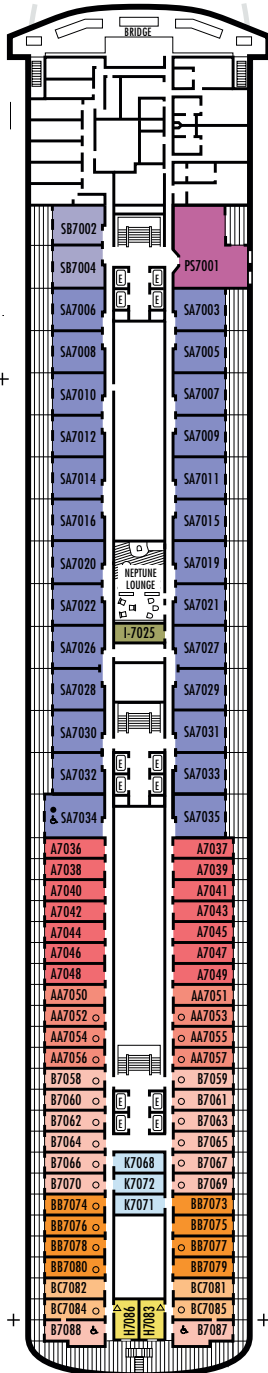 BRIDGE
SB7002
SB7004 PS7001
E E
E E
SA7006 SA7003
SA7008 SA7005
SA7010 SA7007
SA7012 SA7009
SA7014 SA7011
SA7016 SA7015
SA7020 SA7019
NEPTUNE
LOUNGE
SA7022 SA7021
I-7025
SA7026 SA7027
SA7028 SA7029
SA7030 SA7031
E E
SA7032 SA7033
E E
SA7034 SA7035
A7036 A7037
A7038 A7039
A7040 A7041
A7042 A7043
A7044 A7045
A7046 A7047
A7048 A7049
AA7050 AA7051
AA7052 AA7053
AA7054 AA7055
AA7056 AA7057
B7058 B7059
B7060 E E B7061
B7062 E E B7063
B7064 B7065
B7066 K7068 B7067
B7070 K7072 B7069
BB7074 K7071 BB7073
BB7076 BB7075
BB7078 BB7077
BB7080 BB7079
BC7082 BC7081
BC7084 H7086 H7083 BC7085
B7088 B7087